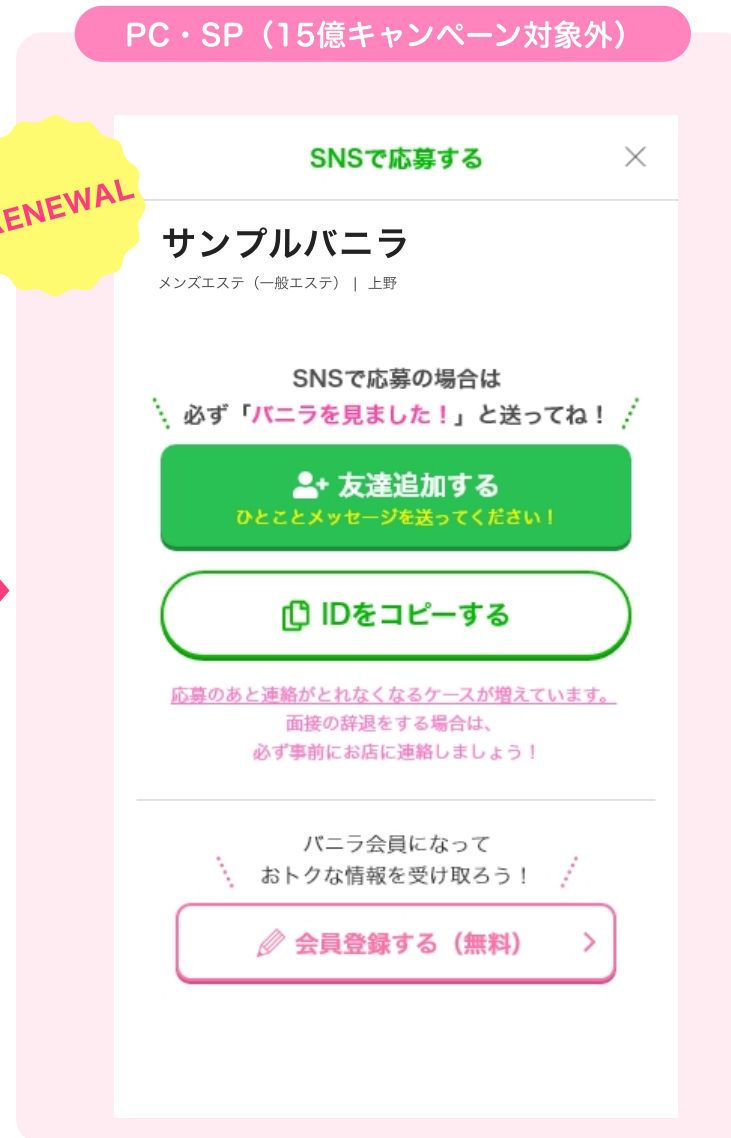 PC・SP（15億キャンペーン対象外）
SNSで応募する
RENEWAL
サンプルバニラ
メンズエステ（一般エステ） | 上野
SNSで応募の場合は
必ず「バニラを見ました！」と送ってね！
友達追加する
ひとことメッセージを送ってください！
IDをコピーする
応募のあと連絡がとれなくなるケースが増えています。
面接の辞退をする場合は、
必ず事前にお店に連絡しましょう！
バニラ会員になって
おトクな情報を受け取ろう！
会員登録する（無料）